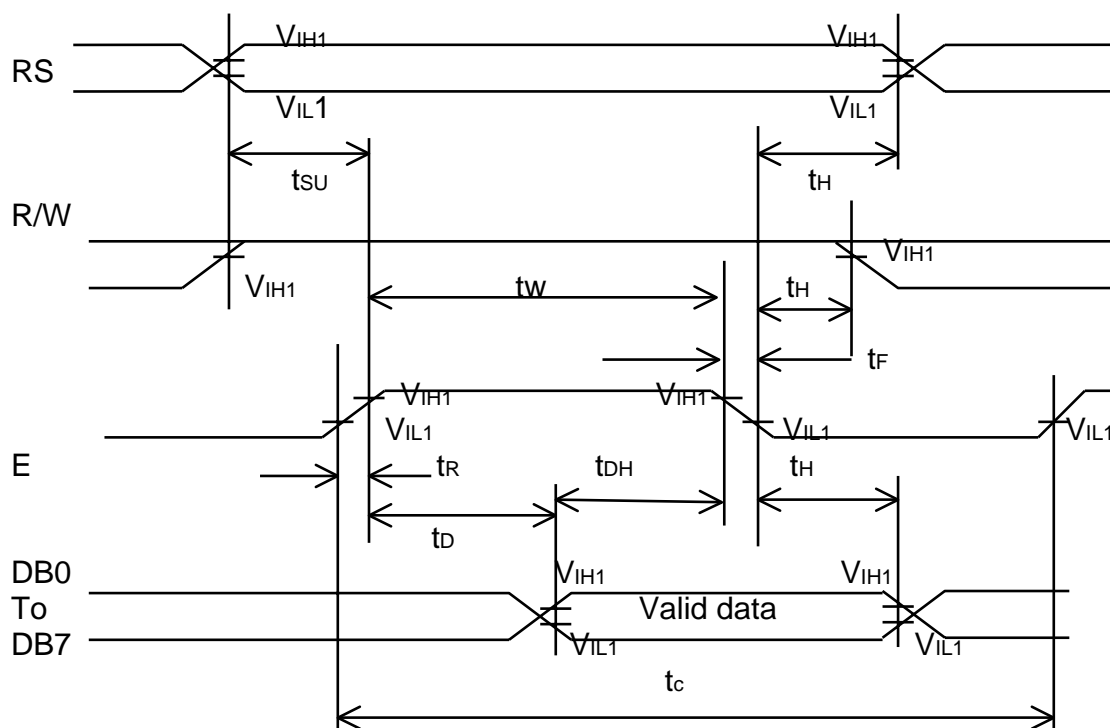 VIH1 VIH1
RS
VIL1 VIL1
tSU tH
R/W
VIH1
VIH1
tW tH
tF
VIH1 VIH1
VIL1 VIL1 VIL1
E tR tDH tH
tD
DB0 VIH1 VIH1
To Valid data
DB7 VIL1 VIL1
tc